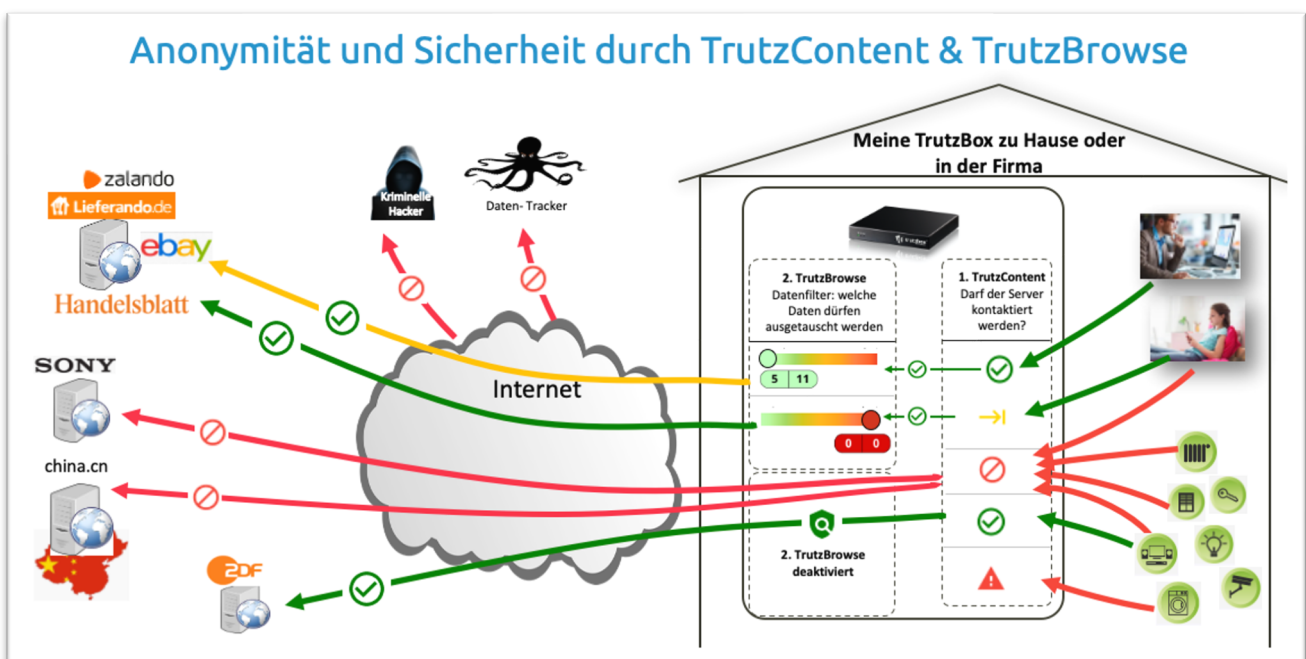 Anonymität und Sicherheit durch TrutzContent & TrutzBrowse
Meine TrutzBox zu Hause oder
in der Firma
zalando
Lieferando.de
ebay
Handelsblatt
Kriminelle
Hacker
Daten- Tracker
SONY
china.cn
ZDF
Internet
2. TrutzBrowse
Datenfilter: welche
Daten dürfen
ausgetauscht werden
5 11
0 0
2. TrutzBrowse
deaktiviert
1. TrutzContent
Darf der Server
kontaktiert
werden?